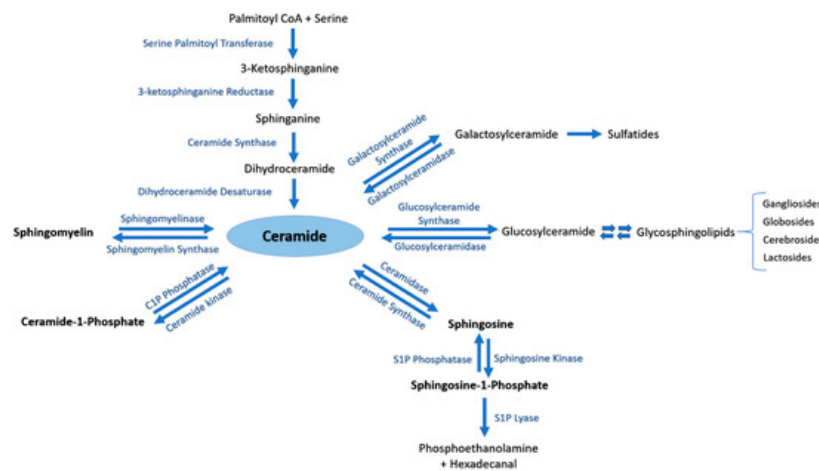 Palmitoyl CoA + Serine
Serine Palmitoyl Transferase
3-Ketosphinganine
3-ketosphinganine Reductase
Sphinganine
Ceramide Synthase
Dihydroceramide
Dihydroceramide Desaturase
Galactosylceramide
Synthase
Galactosylceramidase
Galactosylceramide
Sulfatides
Sphingomyelin
Sphingomyelinase
Sphingomyelin Synthase
Ceramide
Glucosylceramide
Synthase
Glucosylceramidase
Glucosylceramide
Glycosphingolipids
Gangliosides
Globosides
Cerebroside
Lactosides
C1P Phosphatase
Ceramide kinase
Ceramide-1-Phosphate
Ceramidase
Ceramide Synthase
Sphingosine
S1P Phosphatase
Sphingosine Kinase
Sphingosine-1-Phosphate
S1P Lyase
Phosphoethanolamine
+ Hexadecanal